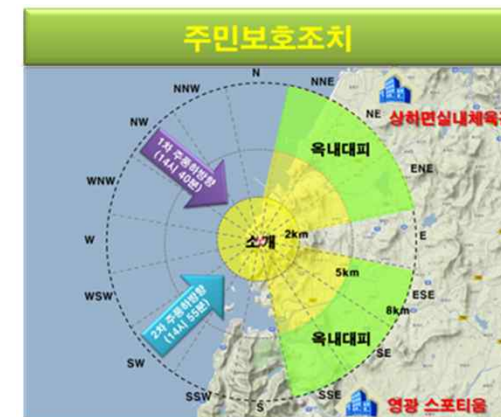 주민보호조치
N
NNW
NNE
NW
NE
상하면실내체육
옥내대피
1차 주풍하방향
(14시 40분)
WNW
ENE
W
소개
2km
E
5km
WSW
ESE
8km
2차 주풍하방향
(14시 55분)
옥내대피
SW
SE
SSW
SSE
S
영광 스포티움